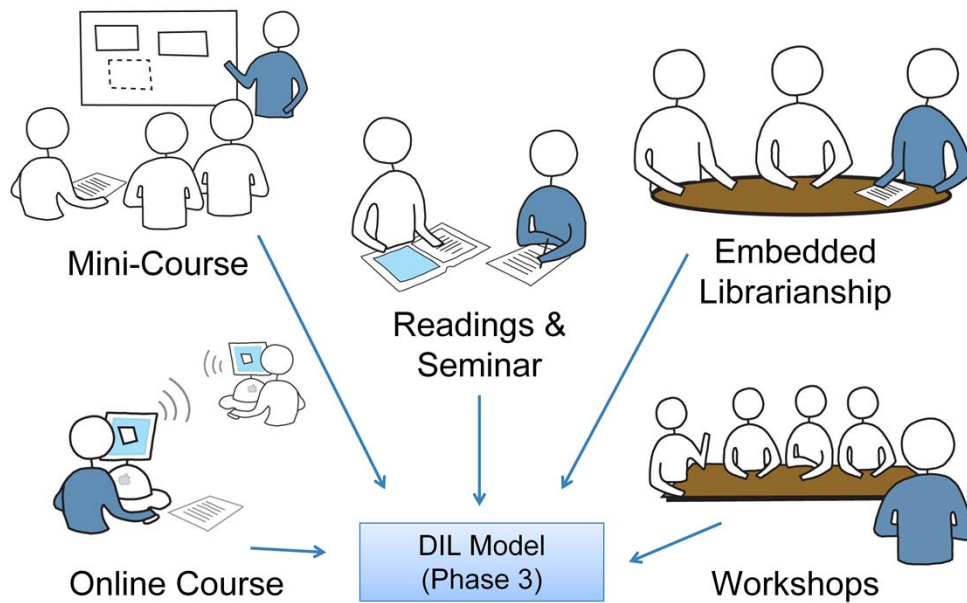 Mini-Course
Readings &
Seminar
Embedded
Librarianship
Online Course
DIL Model
(Phase 3)
Workshops